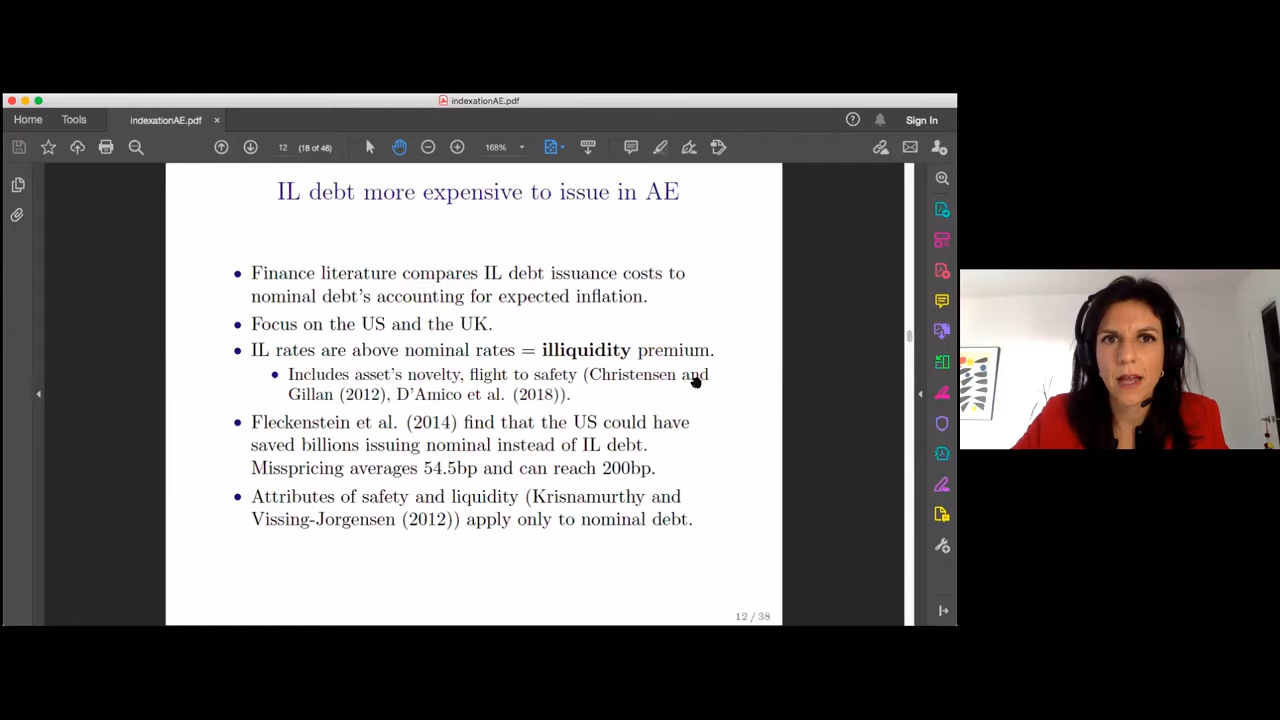 indexationAE.pdf
Home Tools indexationAE.pdf × Sign In
12 (18 of 46) 168%
IL debt more expensive to issue in AE
• Finance literature compares IL debt issuance costs to
nominal debt's accounting for expected inflation.
• Focus on the US and the UK.
• IL rates are above nominal rates = illiquidity premium.
• Includes asset's novelty, flight to safety (Christensen and
Gillan (2012), D'Amico et al. (2018)).
• Fleckenstein et al. (2014) find that the US could have
saved billions issuing nominal instead of IL debt.
Misspricing averages 54.5bp and can reach 200bp.
• Attributes of safety and liquidity (Krisnamurthy and
Vissing-Jorgensen (2012)) apply only to nominal debt.
12 / 38